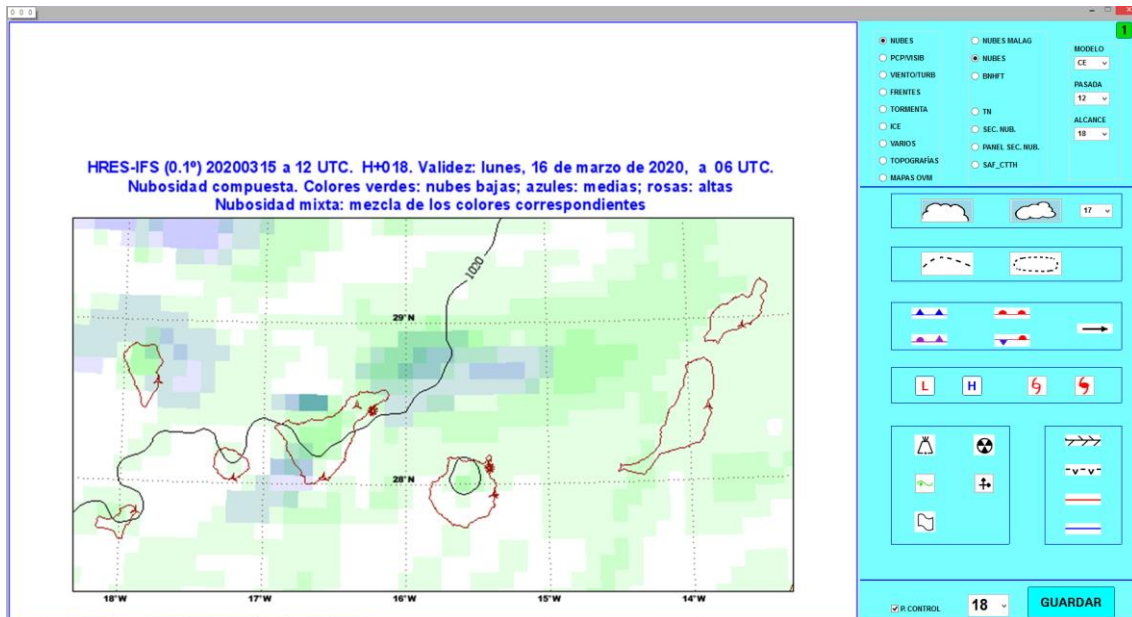 0 0 0
HRES-IFS (0.1º) 20200315 a 12 UTC. H+018. Validez: lunes, 16 de marzo de 2020, a 06 UTC.
Nubosidad compuesta. Colores verdes: nubes bajas; azules: medias; rosas: altas
Nubosidad mixta: mezcla de los colores correspondientes
1020
29°N
28°N
18°W
17°W
16°W
15°W
14°W
1
NUBES
PCP/VISIB
VIENTO/TURB
FRENTES
TORMENTA
ICE
VARIOS
TOPOGRAFÍAS
MAPAS OVM
NUBES MALAG
NUBES
BNHFT
TN
SEC. NUB.
PANEL SEC. NUB.
SAF_CTTH
MODELO
CE
PASADA
12
ALCANCE
18
17
L
H
P. CONTROL
18
GUARDAR